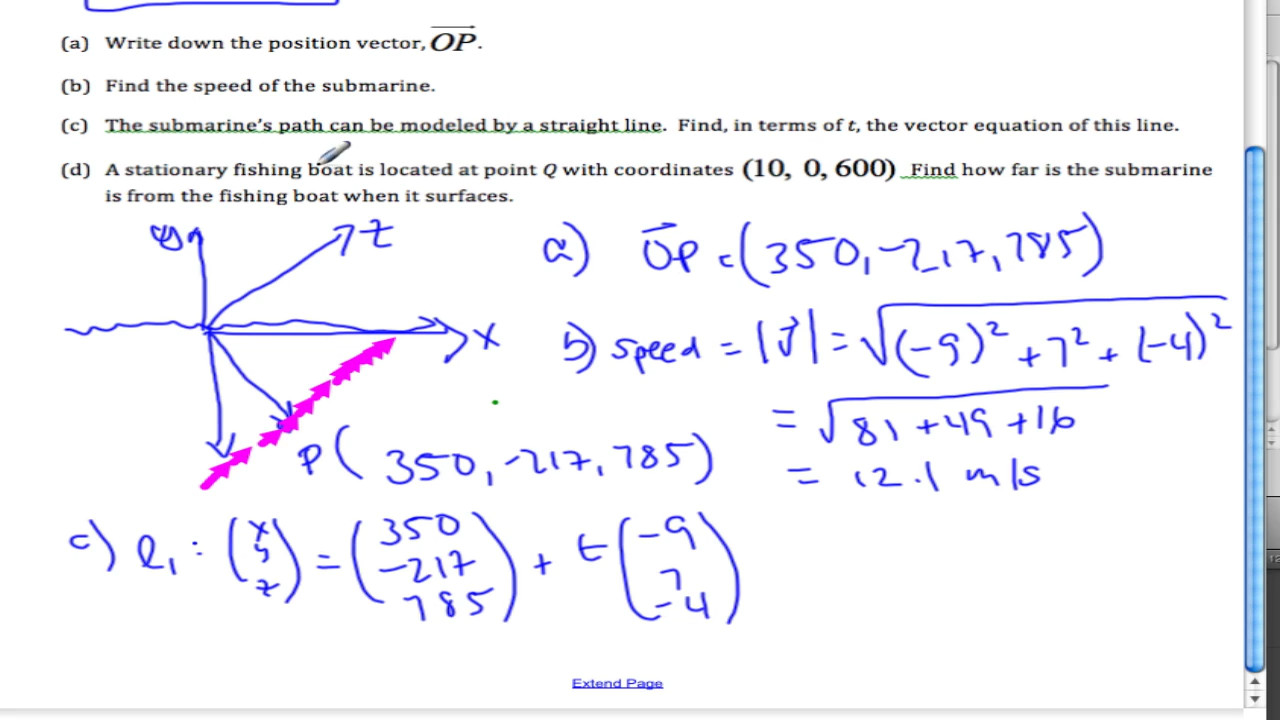 (a) Write down the position vector, OP.
(b) Find the speed of the submarine.
(c) The submarine's path can be modeled by a straight line. Find, in terms of t, the vector equation of this line.
(d) A stationary fishing boat is located at point Q with coordinates (10, 0, 600) Find how far is the submarine
is from the fishing boat when it surfaces.
y
z
x
P(350, -217, 785)
a) OP = (350, -217, 785)
b) speed = |v| = √(-9)² + 7² + (-4)²
= √81 + 49 + 16
= 12.1 m/s
c) l₁ : (x y z) = (350 -217 785) + t(-9 7 -4)
Extend Page